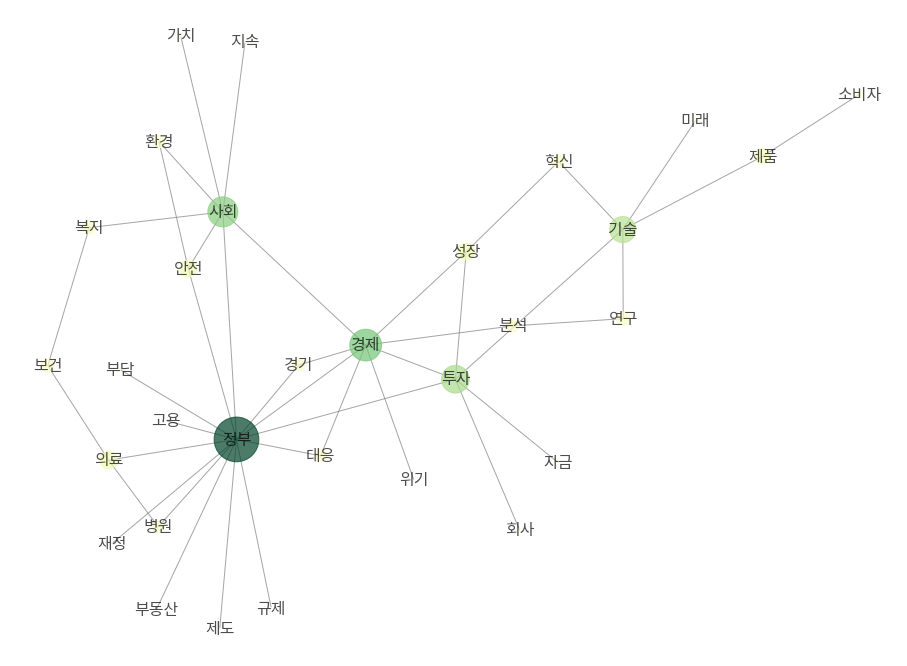 가치
지속
소비자
미래
환경
제품
혁신
사회
복지
기술
성장
안전
연구
분석
경제
경기
보건
부담
투자
고용
정부
의료
대응
자금
위기
병원
회사
재정
부동산
규제
제도